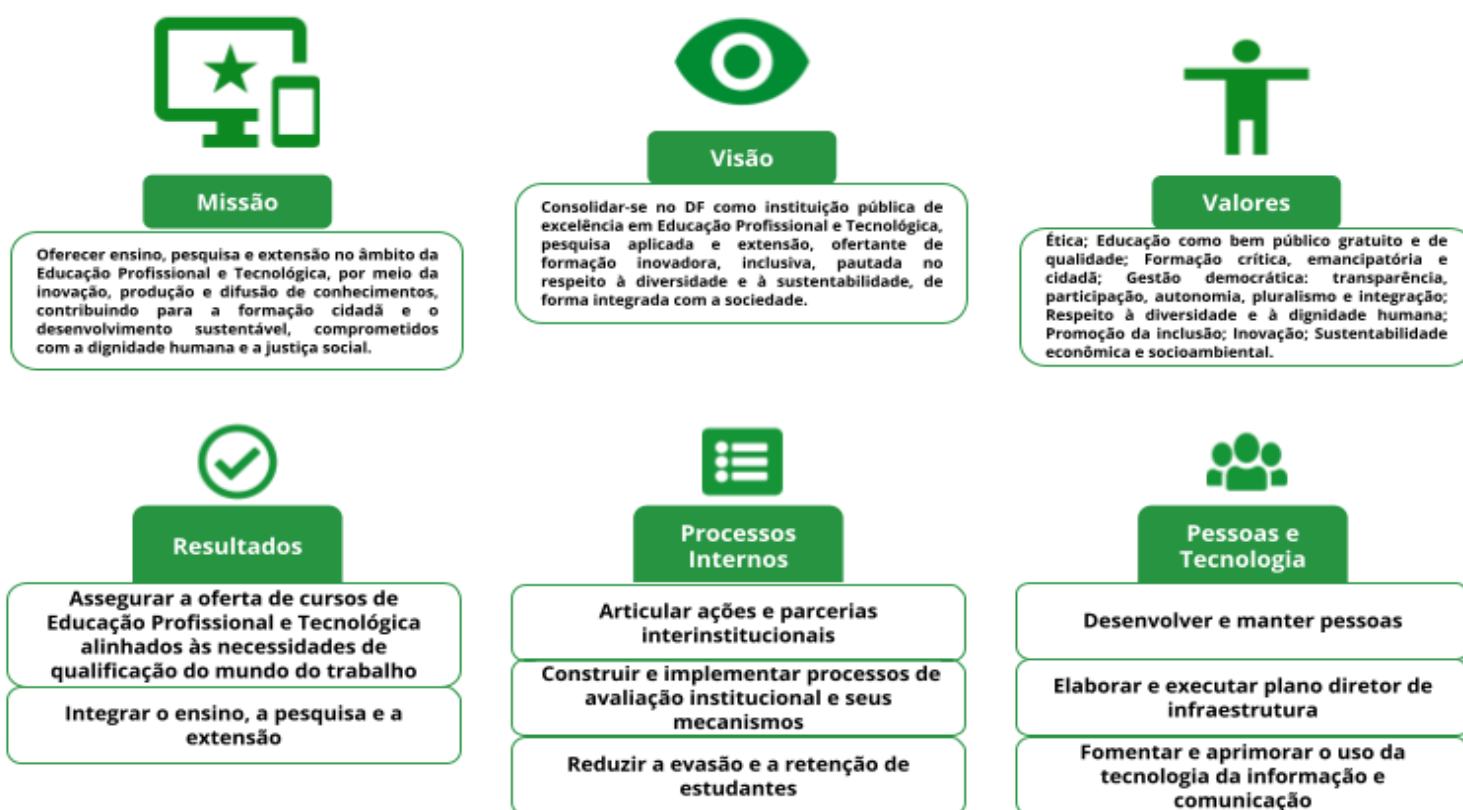 Missão
Oferecer ensino, pesquisa e extensão no âmbito da
Educação Profissional e Tecnológica, por meio da
inovação, produção e difusão de conhecimentos,
contribuindo para a formação cidadã e o
desenvolvimento sustentável, comprometidos
com a dignidade humana e a justiça social.
Visão
Consolidar-se no DF como instituição pública de
excelência em Educação Profissional e Tecnológica,
pesquisa aplicada e extensão, ofertante de
formação inovadora, inclusiva, pautada no
respeito à diversidade e à sustentabilidade, de
forma integrada com a sociedade.
Valores
Ética; Educação como bem público gratuito e de
qualidade; Formação crítica, emancipatória e
cidadã; Gestão democrática: transparência,
participação, autonomia, pluralismo e integração;
Respeito à diversidade e à dignidade humana;
Promoção da inclusão; Inovação; Sustentabilidade
econômica e socioambiental.
Resultados
Assegurar a oferta de cursos de
Educação Profissional e Tecnológica
alinhados às necessidades de
qualificação do mundo do trabalho
Integrar o ensino, a pesquisa e a
extensão
Processos
Internos
Articular ações e parcerias
interinstitucionais
Construir e implementar processos de
avaliação institucional e seus
mecanismos
Reduzir a evasão e a retenção de
estudantes
Pessoas e
Tecnologia
Desenvolver e manter pessoas
Elaborar e executar plano diretor de
infraestrutura
Fomentar e aprimorar o uso da
tecnologia da informação e
comunicação